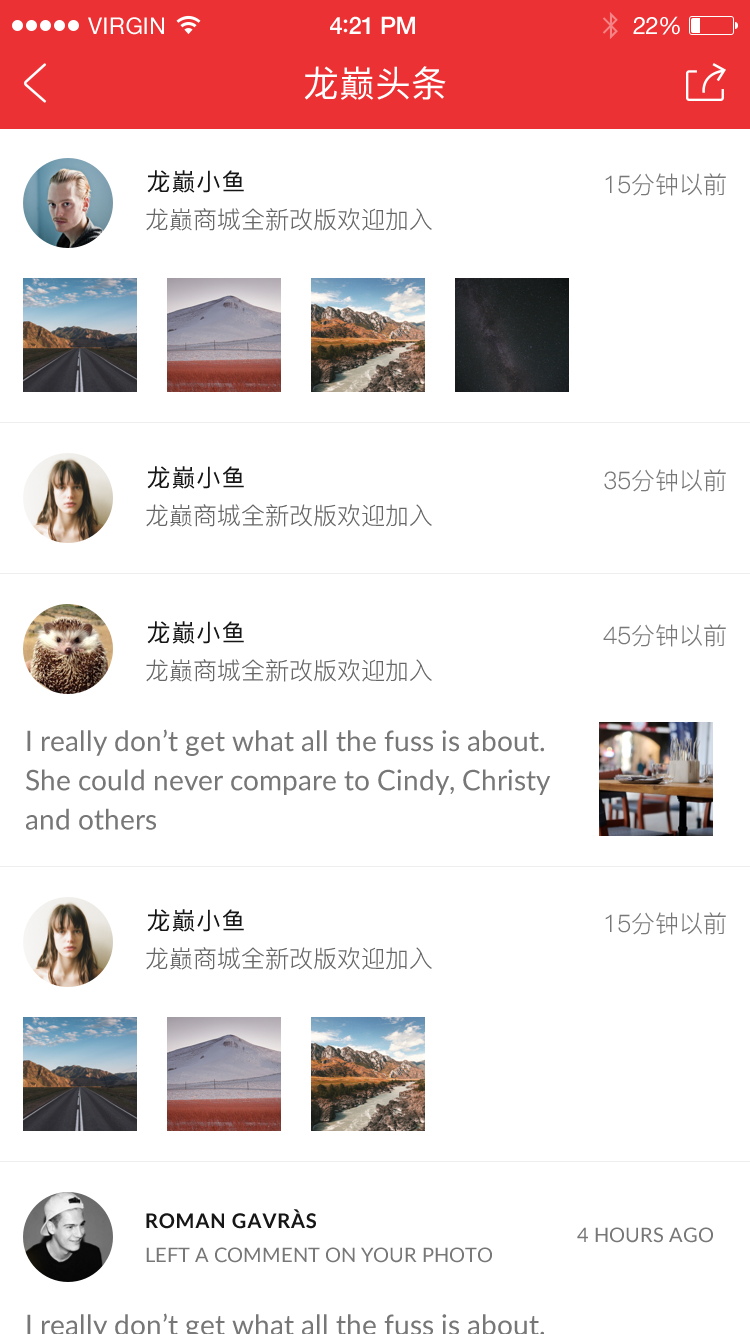 VIRGIN 4:21 PM 22%
龙巅头条
龙巅小鱼 15分钟以前
龙巅商城全新改版欢迎加入
龙巅小鱼 35分钟以前
龙巅商城全新改版欢迎加入
龙巅小鱼 45分钟以前
龙巅商城全新改版欢迎加入
I really don’t get what all the fuss is about.
She could never compare to Cindy, Christy
and others
龙巅小鱼 15分钟以前
龙巅商城全新改版欢迎加入
ROMAN GAVRÀS 4 HOURS AGO
LEFT A COMMENT ON YOUR PHOTO
I really don’t get what all the fuss is about.